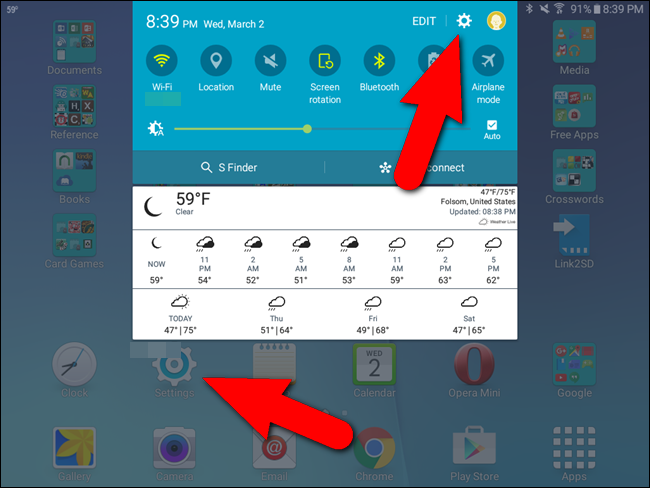 59°
91% 8:39 PM
8:39 PM Wed, March 2
EDIT
Wi-Fi Location Mute Screen rotation Bluetooth Airplane mode
Auto
S Finder
connect
59°F
Clear
47°F/75°F
Folsom, United States
Updated: 08:38 PM
Weather Live
NOW 11 PM 2 AM 5 AM 8 AM 11 AM 2 PM 5 PM
59° 54° 52° 51° 53° 59° 63° 62°
TODAY Thu Fri Sat
47° | 75° 51° | 64° 49° | 68° 47° | 65°
Documents
Media
Reference
Free Apps
Books
Crosswords
Card Games
Link2SD
WED
2
Clock Settings Calendar Opera Mini Google
Gallery Camera Email Chrome Play Store Apps